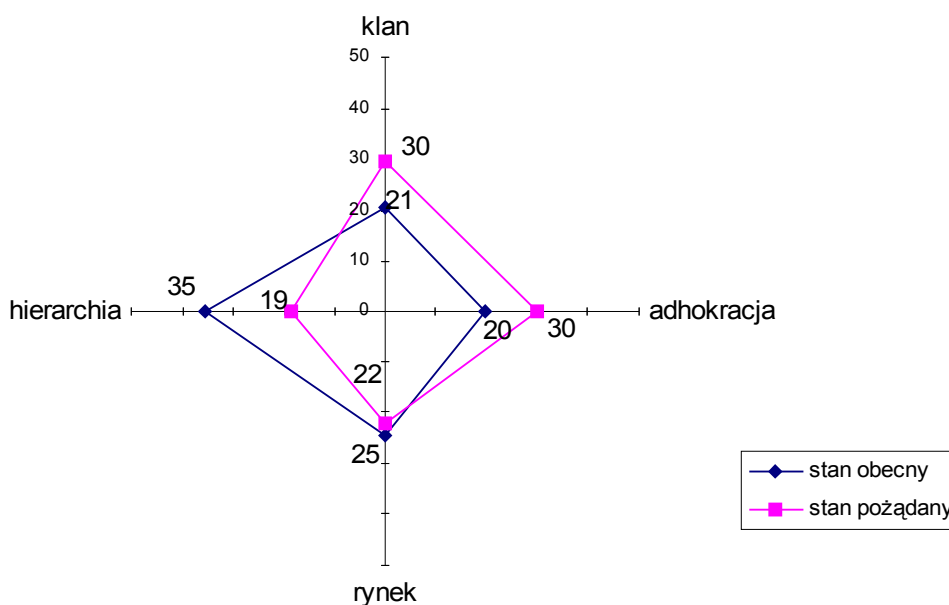 klan
50
40
30
30
20
21
10
35
hierarchia
19
0
adhokracja
20
30
22
25
stan obecny
stan pożądany
rynek